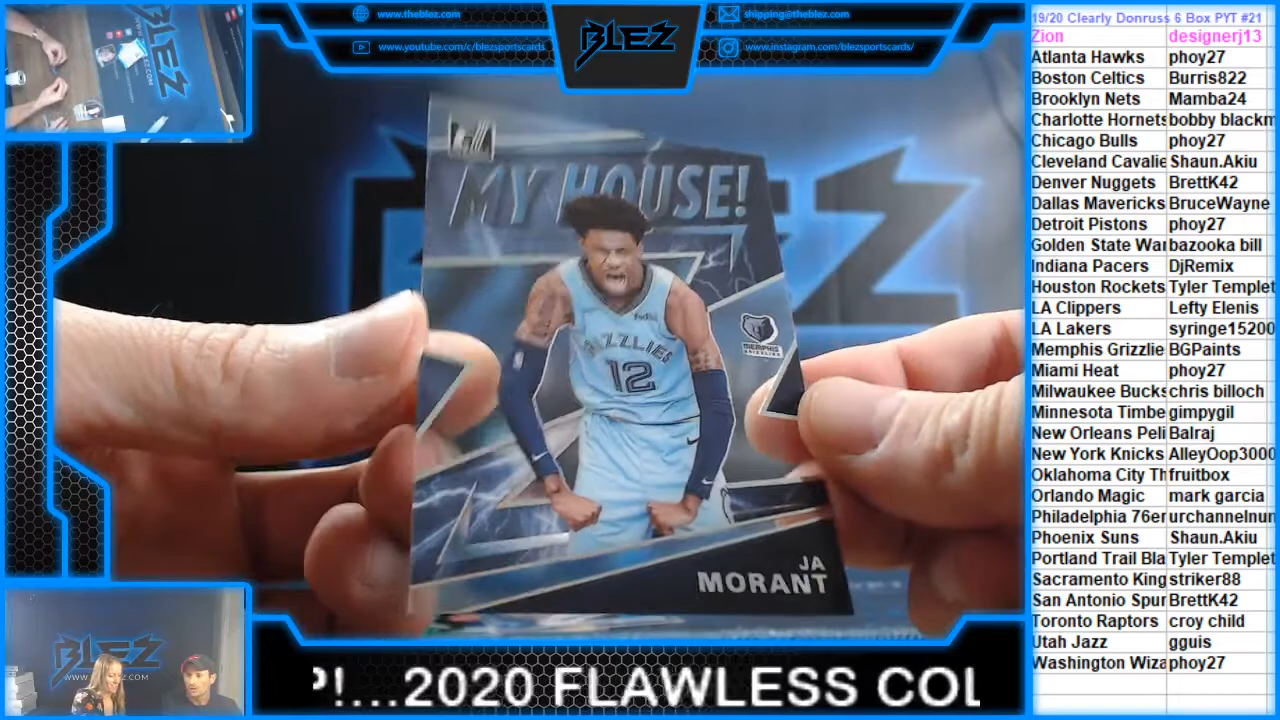 www.theblez.com
shipping@theblez.com
www.youtube.com/c/blezsportscards
www.instagram.com/blezsportscards/
BLEZ
MY HOUSE!
GRIZZLIES
12
MEMPHIS
GRIZZLIES
JA
MORANT
BLEZ
P!...2020 FLAWLESS COL
19/20 Clearly Donruss 6 Box PYT #21
Zion designerj13
Atlanta Hawks phoy27
Boston Celtics Burris822
Brooklyn Nets Mamba24
Charlotte Hornets bobby blackm
Chicago Bulls phoy27
Cleveland Cavalie Shaun.Akiu
Denver Nuggets BrettK42
Dallas Mavericks BruceWayne
Detroit Pistons phoy27
Golden State War bazooka bill
Indiana Pacers DjRemix
Houston Rockets Tyler Templet
LA Clippers Lefty Elenis
LA Lakers syringe15200
Memphis Grizzlie BGPaints
Miami Heat phoy27
Milwaukee Bucks chris billoch
Minnesota Timbe gimpygil
New Orleans Peli Balraj
New York Knicks AlleyOop3000
Oklahoma City Th fruitbox
Orlando Magic mark garcia
Philadelphia 76er urchannelnun
Phoenix Suns Shaun.Akiu
Portland Trail Bla Tyler Templet
Sacramento King striker88
San Antonio Spur BrettK42
Toronto Raptors croy child
Utah Jazz gguis
Washington Wiza phoy27